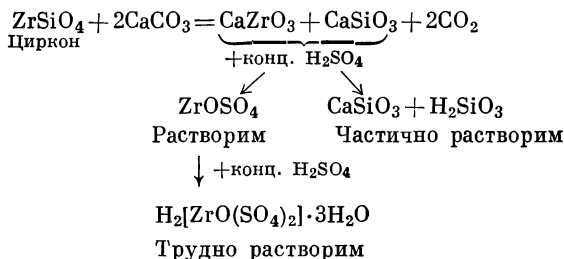 ZrSiO₄ + 2CaCO₃ = CaZrO₃ + CaSiO₃ + 2CO₂
Циркон
+конц. H₂SO₄
ZrOSO₄ CaSiO₃ + H₂SiO₃
Растворим Частично растворим
+конц. H₂SO₄
H₂[ZrO(SO₄)₂]·3H₂O
Трудно растворим